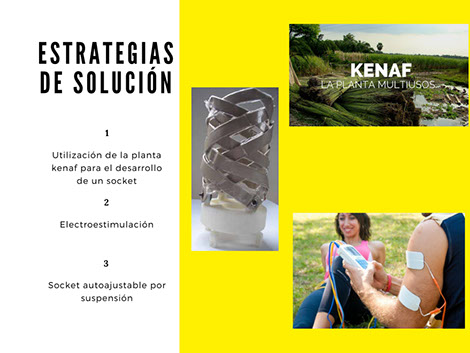 ESTRATEGIAS
DE SOLUCIÓN
1
Utilización de la planta
kenaf para el desarrollo
de un socket
2
Electroestimulación
3
Socket autoajustable por
suspensión
KENAF
LA PLANTA MULTIUSOS